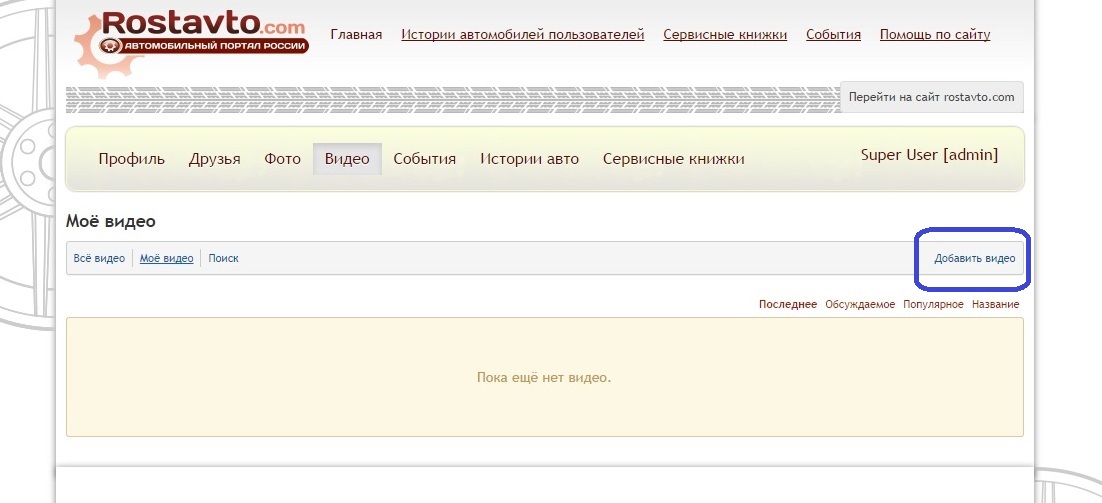 Rostavto.com
АВТОМОБИЛЬНЫЙ ПОРТАЛ РОССИИ
Главная Истории автомобилей пользователей Сервисные книжки События Помощь по сайту
Перейти на сайт rostavto.com
Профиль Друзья Фото Видео События Истории авто Сервисные книжки Super User [admin]
Моё видео
Всё видео Моё видео Поиск Добавить видео
Последнее Обсуждаемое Популярное Название
Пока ещё нет видео.